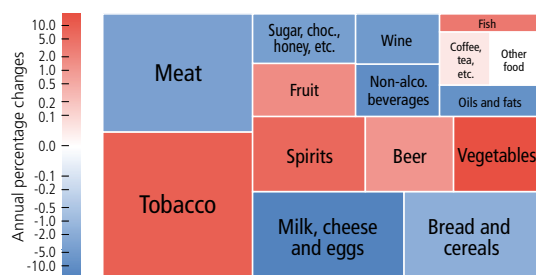 Annual percentage changes
10.0
5.0
2.0
1.0
0.5
0.2
0.1
0.0
-0.1
-0.2
-0.5
-1.0
-2.0
-5.0
-10.0
Meat
Tobacco
Sugar, choc.,
honey, etc.
Wine
Fish
Coffee,
tea,
etc.
Other
food
Fruit
Non-alco.
beverages
Oils and fats
Spirits
Beer
Vegetables
Milk, cheese
and eggs
Bread and
cereals